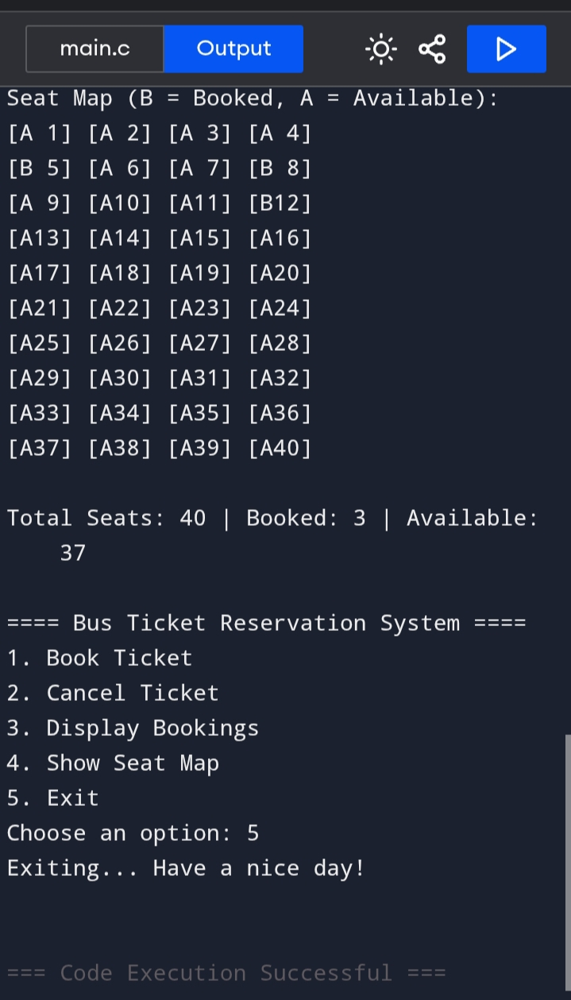 main.c Output
Seat Map (B = Booked, A = Available):
[A 1] [A 2] [A 3] [A 4]
[B 5] [A 6] [A 7] [B 8]
[A 9] [A10] [A11] [B12]
[A13] [A14] [A15] [A16]
[A17] [A18] [A19] [A20]
[A21] [A22] [A23] [A24]
[A25] [A26] [A27] [A28]
[A29] [A30] [A31] [A32]
[A33] [A34] [A35] [A36]
[A37] [A38] [A39] [A40]
Total Seats: 40 | Booked: 3 | Available:
37
==== Bus Ticket Reservation System ====
1. Book Ticket
2. Cancel Ticket
3. Display Bookings
4. Show Seat Map
5. Exit
Choose an option: 5
Exiting... Have a nice day!
=== Code Execution Successful ===